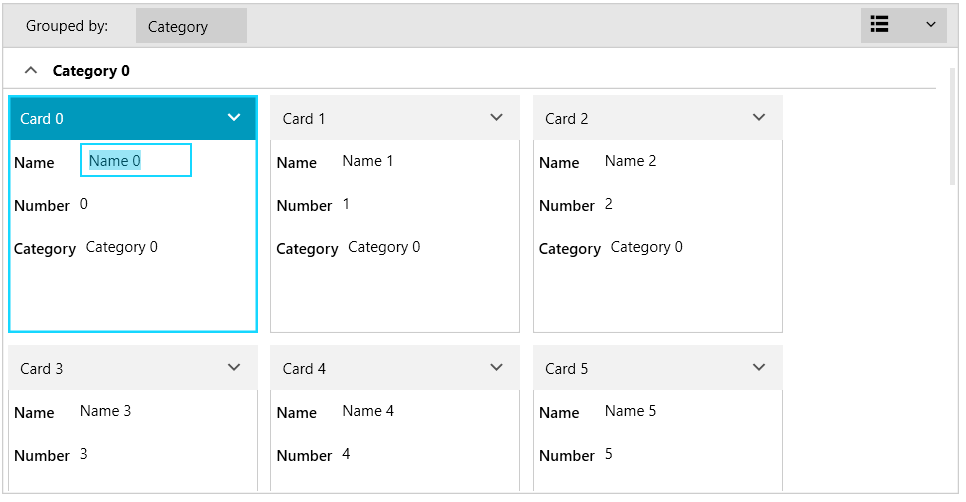 Grouped by: Category
Category 0
Card 0 Card 1 Card 2
Name Name 0 Name Name 1 Name Name 2
Number 0 Number 1 Number 2
Category Category 0 Category Category 0 Category Category 0
Card 3 Card 4 Card 5
Name Name 3 Name Name 4 Name Name 5
Number 3 Number 4 Number 5